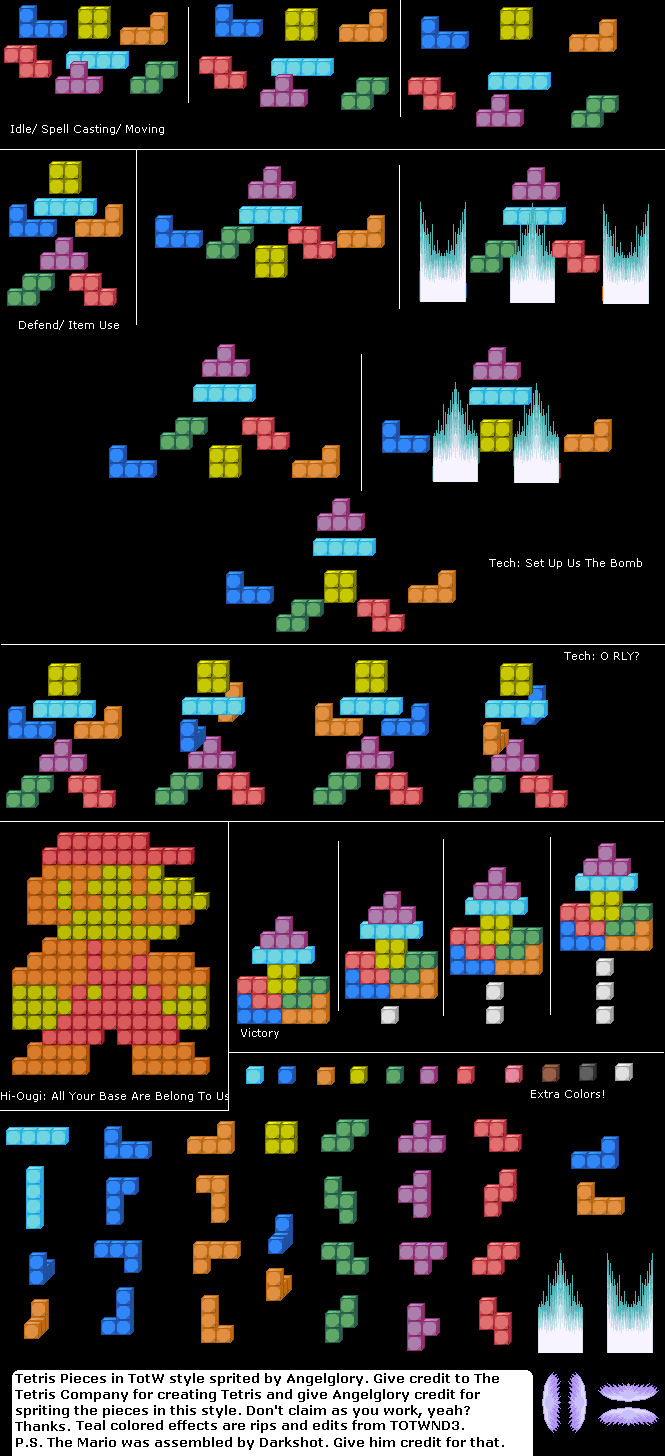 Idle/ Spell Casting/ Moving
Defend/ Item Use
Tech: Set Up Us The Bomb
Tech: O RLY?
Victory
Hi-Ougi: All Your Base Are Belong To Us
Extra Colors!
Tetris Pieces in TotW style sprited by Angelglory. Give credit to The
Tetris Company for creating Tetris and give Angelglory credit for
spriting the pieces in this style. Don't claim as you work, yeah?
Thanks. Teal colored effects are rips and edits from TOTWND3.
P.S. The Mario was assembled by Darkshot. Give him credit for that.